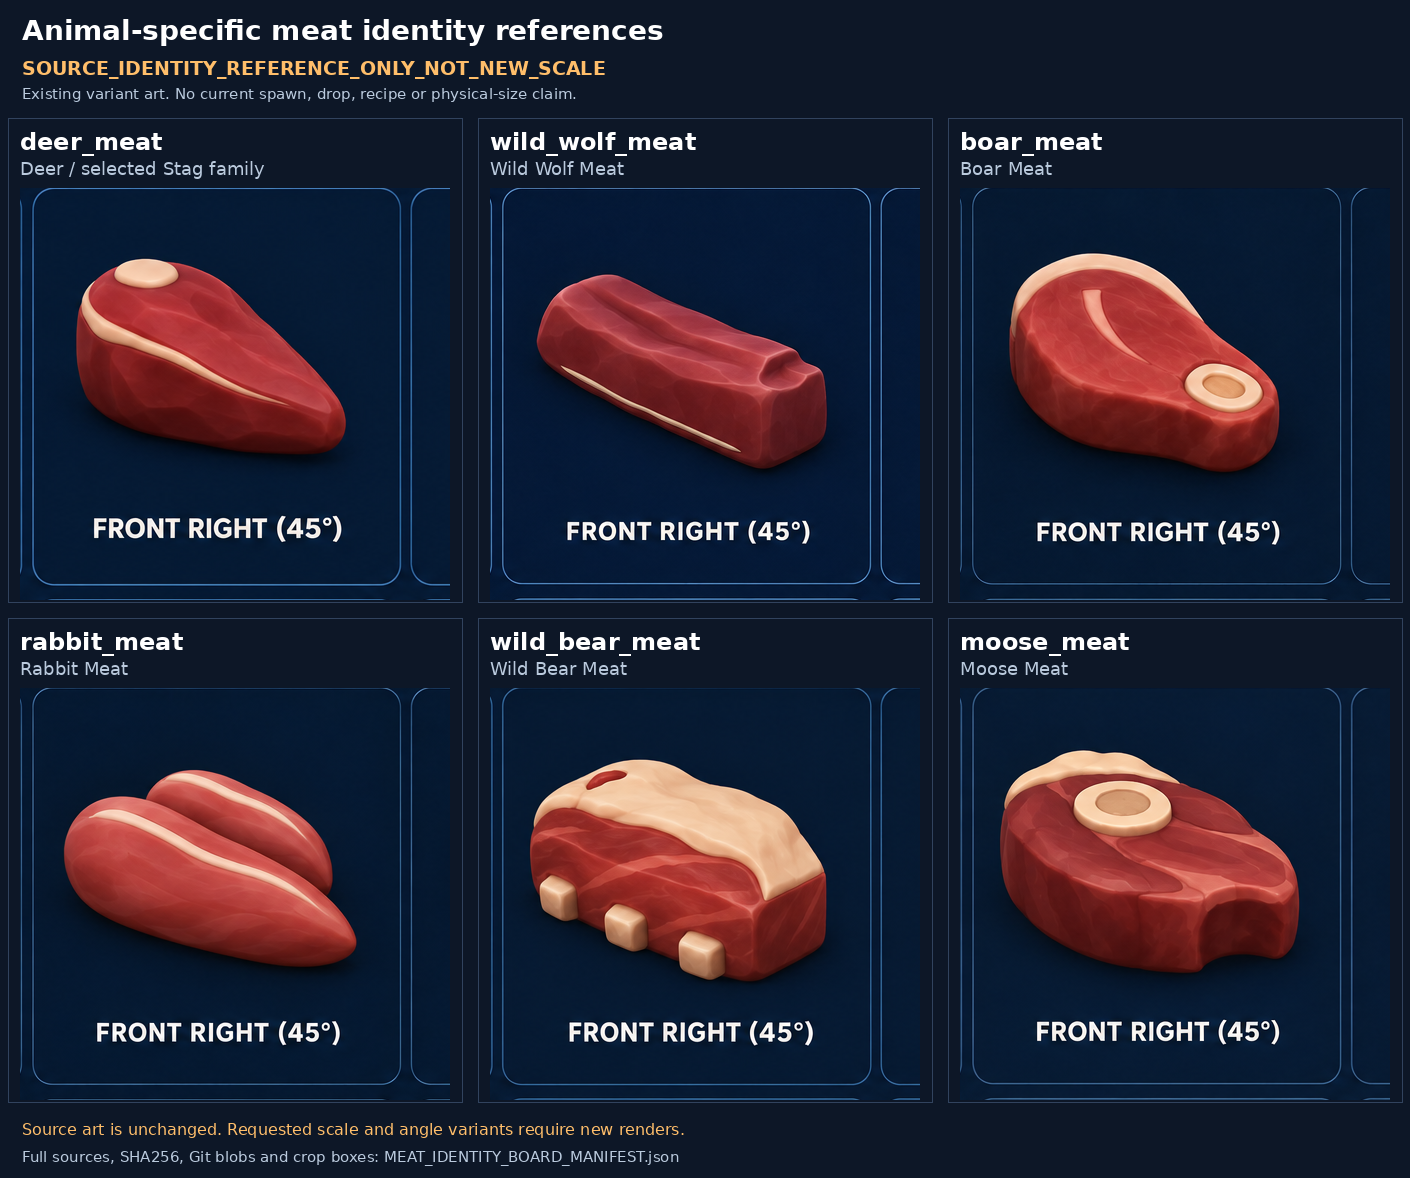 Animal-specific meat identity references
SOURCE_IDENTITY_REFERENCE_ONLY_NOT_NEW_SCALE
Existing variant art. No current spawn, drop, recipe or physical-size claim.
deer_meat
Deer / selected Stag family
FRONT RIGHT (45°)
wild_wolf_meat
Wild Wolf Meat
FRONT RIGHT (45°)
boar_meat
Boar Meat
FRONT RIGHT (45°)
rabbit_meat
Rabbit Meat
FRONT RIGHT (45°)
wild_bear_meat
Wild Bear Meat
FRONT RIGHT (45°)
moose_meat
Moose Meat
FRONT RIGHT (45°)
Source art is unchanged. Requested scale and angle variants require new renders.
Full sources, SHA256, Git blobs and crop boxes: MEAT_IDENTITY_BOARD_MANIFEST.json